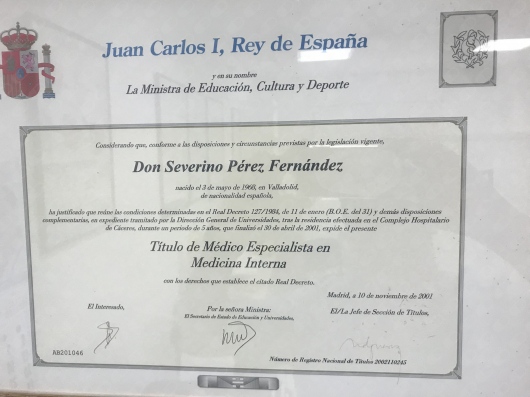 Juan Carlos I, Rey de España
y en su nombre
La Ministra de Educación, Cultura y Deporte
Considerando que, conforme a las disposiciones y circunstancias previstas por la legislación vigente,
Don Severino Pérez Fernández
nacido el 3 de mayo de 1966, en Valladolid,
de nacionalidad española,
ha justificado que reúne las condiciones determinadas en el Real Decreto 127/1984, de 11 de enero (B.O.E. del 31) y demás disposiciones
complementarias, en expediente tramitado por la Dirección General de Universidades, tras la residencia efectuada en el Complejo Hospitalario
de Cáceres, durante un periodo de 5 años, que finalizó el 30 de abril de 2001, expide el presente
Título de Médico Especialista en
Medicina Interna
con los derechos que establece el citado Real Decreto.
Madrid, a 10 de noviembre de 2001
El Interesado,
Por la señora Ministra:
El Secretario de Estado de Educación y Universidades,
El/La Jefe de Sección de Títulos,
AB201046
Número de Registro Nacional de Títulos 2002110245